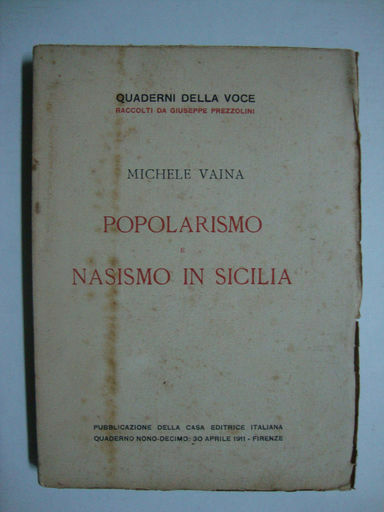 QUADERNI DELLA VOCE
RACCOLTI DA GIUSEPPE PREZZOLINI
MICHELE VAINA
POPOLARISMO
E
NASISMO IN SICILIA
PUBBLICAZIONE DELLA CASA EDITRICE ITALIANA
QUADERNO NONO-DECIMO: 30 APRILE 1911 - FIRENZE